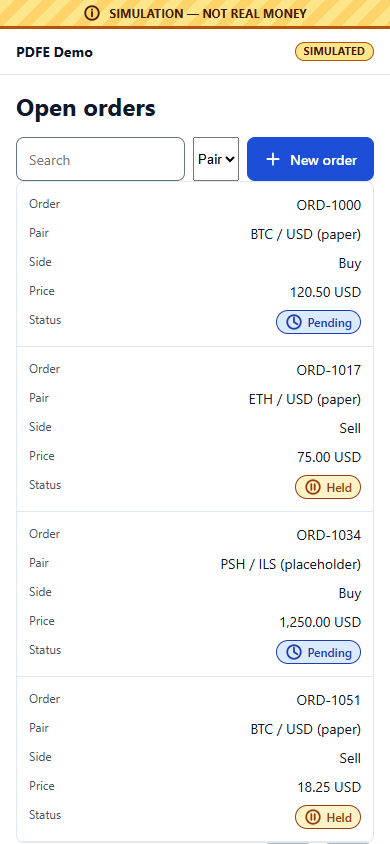 SIMULATION — NOT REAL MONEY
PDFE Demo SIMULATED
Open orders
Search Pair New order
Order ORD-1000
Pair BTC / USD (paper)
Side Buy
Price 120.50 USD
Status Pending
Order ORD-1017
Pair ETH / USD (paper)
Side Sell
Price 75.00 USD
Status Held
Order ORD-1034
Pair PSH / ILS (placeholder)
Side Buy
Price 1,250.00 USD
Status Pending
Order ORD-1051
Pair BTC / USD (paper)
Side Sell
Price 18.25 USD
Status Held